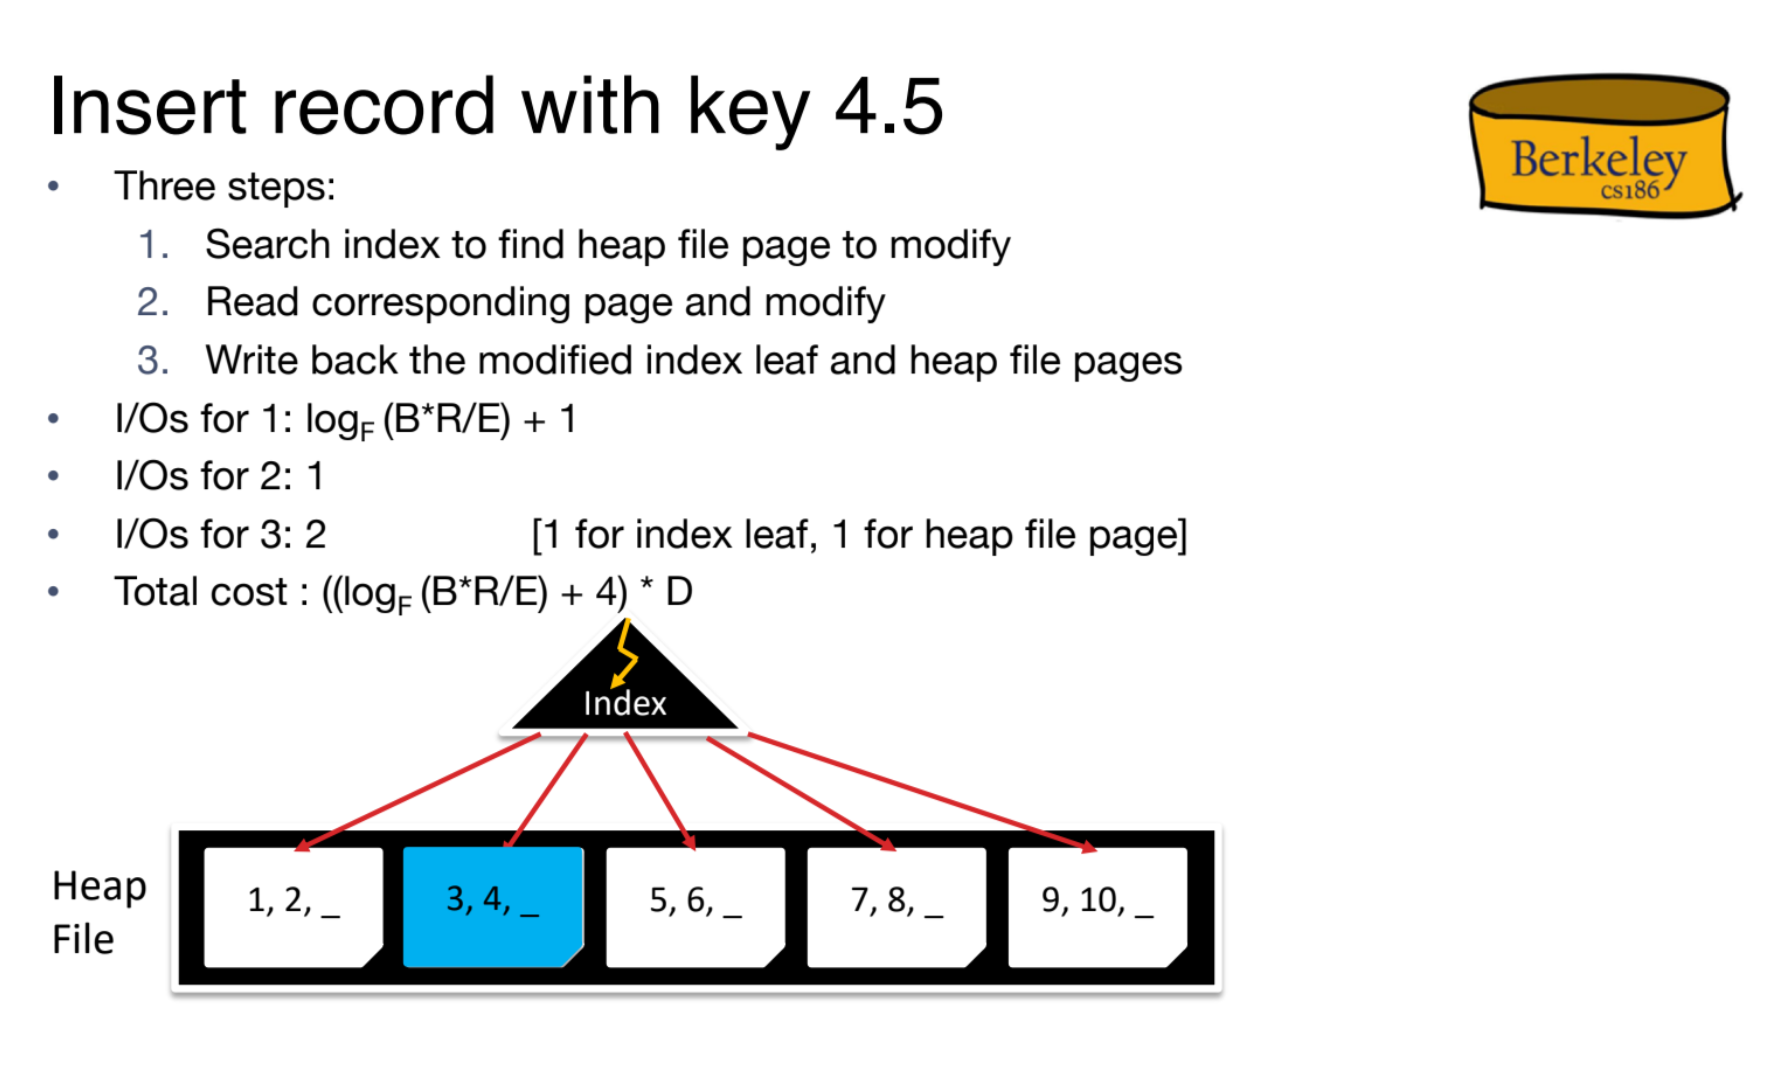 Insert record with key 4.5
Berkeley
cs186
• Three steps:
1. Search index to find heap file page to modify
2. Read corresponding page and modify
3. Write back the modified index leaf and heap file pages
• I/Os for 1: log_F (B*R/E) + 1
• I/Os for 2: 1
• I/Os for 3: 2 [1 for index leaf, 1 for heap file page]
• Total cost : ((log_F (B*R/E) + 4) * D
Index
Heap
File
1, 2, _
3, 4, _
5, 6, _
7, 8, _
9, 10, _